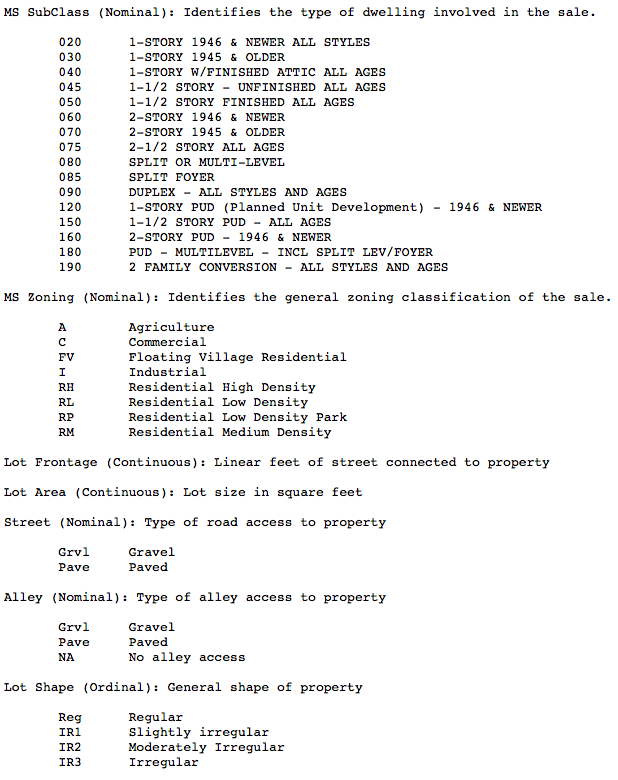 MS SubClass (Nominal): Identifies the type of dwelling involved in the sale.
020 1-STORY 1946 & NEWER ALL STYLES
030 1-STORY 1945 & OLDER
040 1-STORY W/FINISHED ATTIC ALL AGES
045 1-1/2 STORY - UNFINISHED ALL AGES
050 1-1/2 STORY FINISHED ALL AGES
060 2-STORY 1946 & NEWER
070 2-STORY 1945 & OLDER
075 2-1/2 STORY ALL AGES
080 SPLIT OR MULTI-LEVEL
085 SPLIT FOYER
090 DUPLEX - ALL STYLES AND AGES
120 1-STORY PUD (Planned Unit Development) - 1946 & NEWER
150 1-1/2 STORY PUD - ALL AGES
160 2-STORY PUD - 1946 & NEWER
180 PUD - MULTILEVEL - INCL SPLIT LEV/FOYER
190 2 FAMILY CONVERSION - ALL STYLES AND AGES
MS Zoning (Nominal): Identifies the general zoning classification of the sale.
A Agriculture
C Commercial
FV Floating Village Residential
I Industrial
RH Residential High Density
RL Residential Low Density
RP Residential Low Density Park
RM Residential Medium Density
Lot Frontage (Continuous): Linear feet of street connected to property
Lot Area (Continuous): Lot size in square feet
Street (Nominal): Type of road access to property
Grvl Gravel
Pave Paved
Alley (Nominal): Type of alley access to property
Grvl Gravel
Pave Paved
NA No alley access
Lot Shape (Ordinal): General shape of property
Reg Regular
IR1 Slightly irregular
IR2 Moderately Irregular
IR3 Irregular